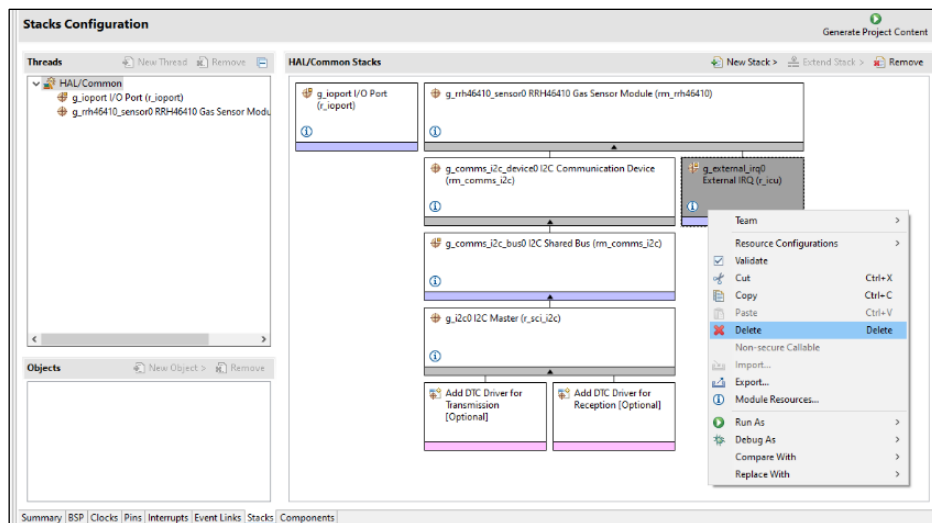 Stacks Configuration
Generate Project Content
Threads
New Thread
Remove
HAL/Common
g_ioport I/O Port (r_ioport)
g_rrh46410_sensor0 RRH46410 Gas Sensor Modu
Objects
New Object >
Remove
HAL/Common Stacks
New Stack >
Extend Stack >
Remove
g_ioport I/O Port
(r_ioport)
g_rrh46410_sensor0 RRH46410 Gas Sensor Module (rm_rrh46410)
g_comms_i2c_device0 I2C Communication Device
(rm_comms_i2c)
g_external_irq0
External IRQ (r_icu)
g_comms_i2c_bus0 I2C Shared Bus (rm_comms_i2c)
g_i2c0 I2C Master (r_sci_i2c)
Add DTC Driver for
Transmission
[Optional]
Add DTC Driver for
Reception [Optional]
Team >
Resource Configurations >
Validate
Cut Ctrl+X
Copy Ctrl+C
Paste Ctrl+V
Delete Delete
Non-secure Callable
Import...
Export...
Module Resources...
Run As >
Debug As >
Compare With >
Replace With >
Summary BSP Clocks Pins Interrupts Event Links Stacks Components